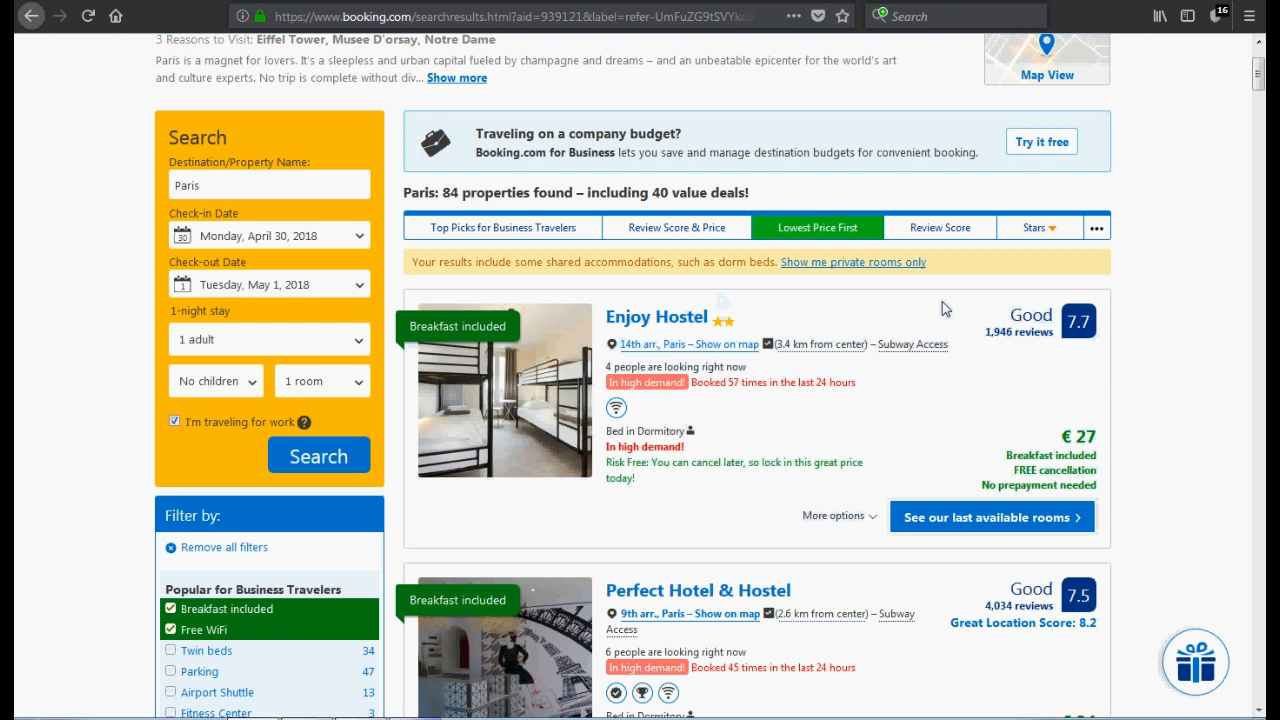 https://www.booking.com/searchresults.html?aid=939121&label=refer-UmFuZG9tSVYkc
Search
16
3 Reasons to Visit: Eiffel Tower, Musee D'orsay, Notre Dame
Paris is a magnet for lovers. It's a sleepless and urban capital fueled by champagne and dreams – and an unbeatable epicenter for the world's art
and culture experts. No trip is complete without div... Show more
Map View
Search
Destination/Property Name:
Paris
Check-in Date
30 Monday, April 30, 2018
Check-out Date
1 Tuesday, May 1, 2018
1-night stay
1 adult
No children
1 room
I'm traveling for work ?
Search
Filter by:
Remove all filters
Popular for Business Travelers
Breakfast included
Free WiFi
Twin beds 34
Parking 47
Airport Shuttle 13
Fitness Center 3
Traveling on a company budget?
Booking.com for Business lets you save and manage destination budgets for convenient booking.
Try it free
Paris: 84 properties found – including 40 value deals!
Top Picks for Business Travelers
Review Score & Price
Lowest Price First
Review Score
Stars
Your results include some shared accommodations, such as dorm beds. Show me private rooms only
Breakfast included
Enjoy Hostel
14th arr., Paris – Show on map (3.4 km from center) – Subway Access
4 people are looking right now
In high demand! Booked 57 times in the last 24 hours
Bed in Dormitory
In high demand!
Risk Free: You can cancel later, so lock in this great price
today!
Good
1,946 reviews
7.7
€ 27
Breakfast included
FREE cancellation
No prepayment needed
More options
See our last available rooms
Breakfast included
Perfect Hotel & Hostel
9th arr., Paris – Show on map (2.6 km from center) – Subway
Access
6 people are looking right now
In high demand! Booked 45 times in the last 24 hours
Bed in Dormitory
Good
4,034 reviews
7.5
Great Location Score: 8.2